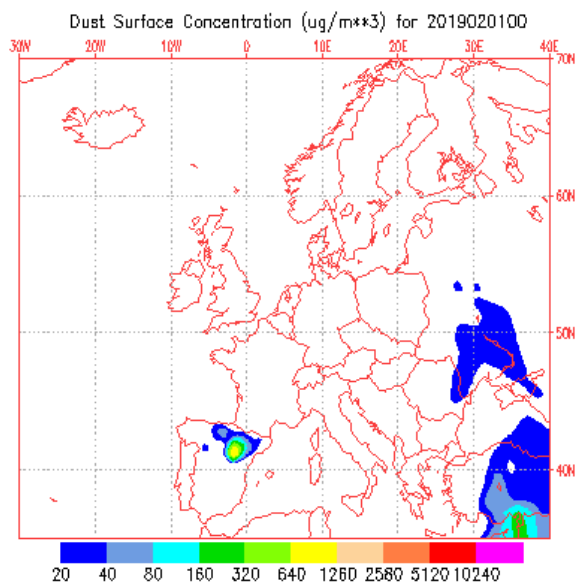 Dust Surface Concentration (ug/m**3) for 2019020100
30W 20W 10W 0 10E 20E 30E 40E
70N
60N
50N
40N
20 40 80 160 320 640 1260 2580 5120 10240